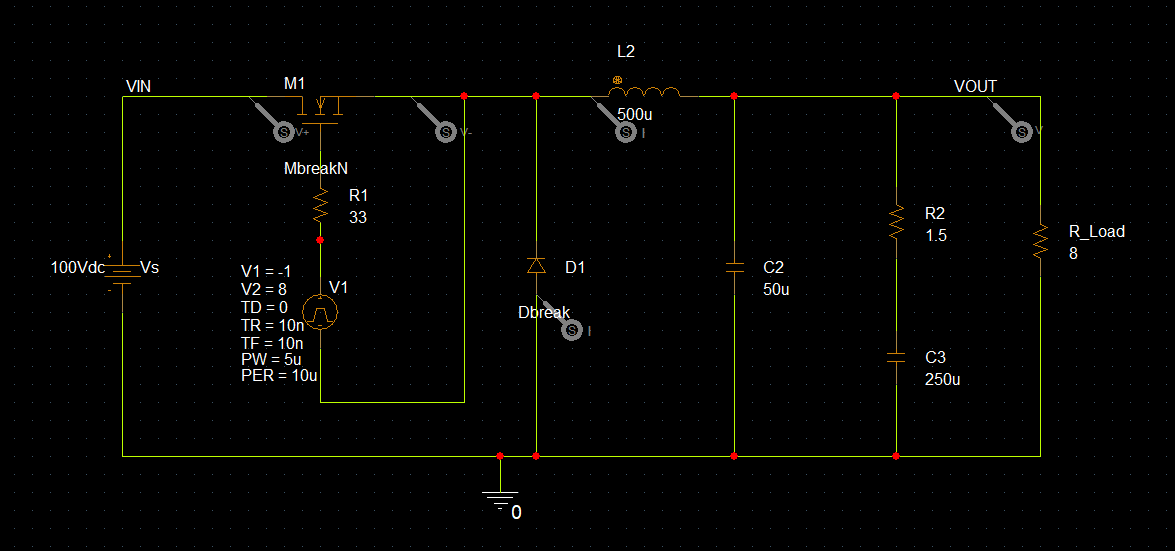 L2
VIN
M1
VOUT
500u
V+
V-
I
V
MbreakN
R1
33
R2
1.5
R_Load
8
100Vdc
Vs
V1 = -1
V2 = 8
TD = 0
TR = 10n
TF = 10n
PW = 5u
PER = 10u
V1
D1
Dbreak
I
C2
50u
C3
250u
0